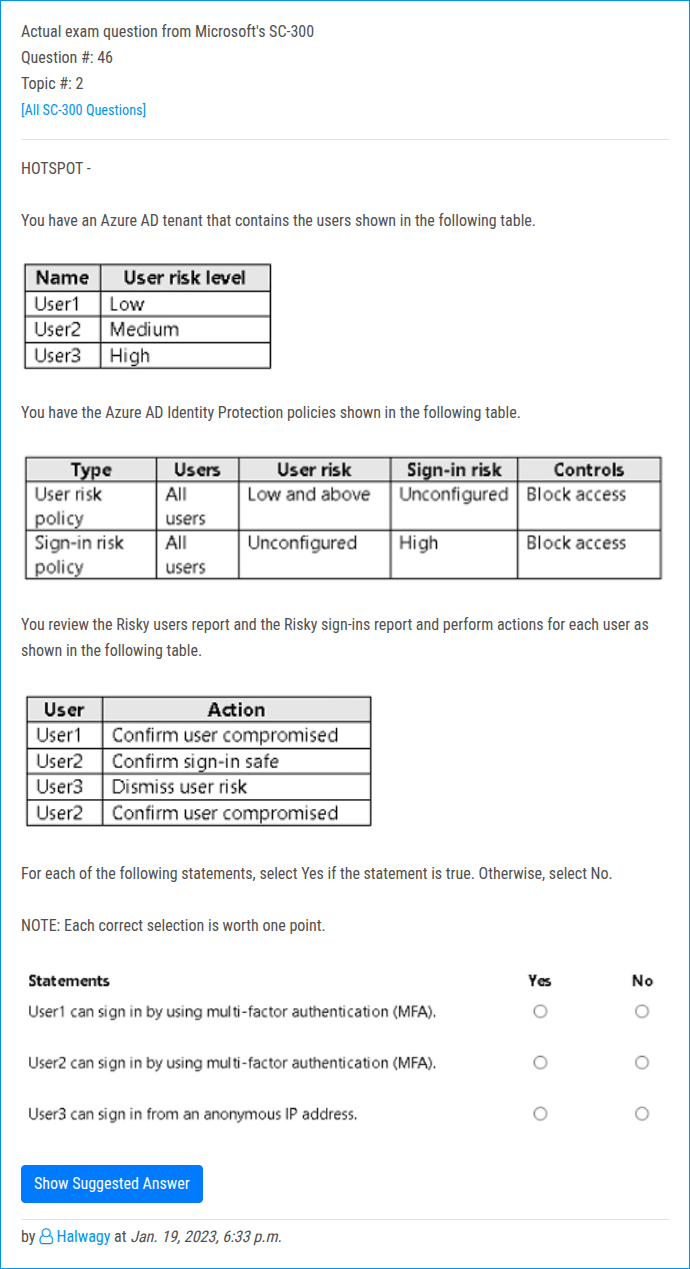 Actual exam question from Microsoft's SC-300
Question #: 46
Topic #: 2
[All SC-300 Questions]
HOTSPOT -
You have an Azure AD tenant that contains the users shown in the following table.
Name User risk level
User1 Low
User2 Medium
User3 High
You have the Azure AD Identity Protection policies shown in the following table.
Type Users User risk Sign-in risk Controls
User risk All Low and above Unconfigured Block access
policy users
Sign-in risk All Unconfigured High Block access
policy users
You review the Risky users report and the Risky sign-ins report and perform actions for each user as
shown in the following table.
User Action
User1 Confirm user compromised
User2 Confirm sign-in safe
User3 Dismiss user risk
User2 Confirm user compromised
For each of the following statements, select Yes if the statement is true. Otherwise, select No.
NOTE: Each correct selection is worth one point.
Statements Yes No
User1 can sign in by using multi-factor authentication (MFA).
User2 can sign in by using multi-factor authentication (MFA).
User3 can sign in from an anonymous IP address.
Show Suggested Answer
by Halwagy at Jan. 19, 2023, 6:33 p.m.